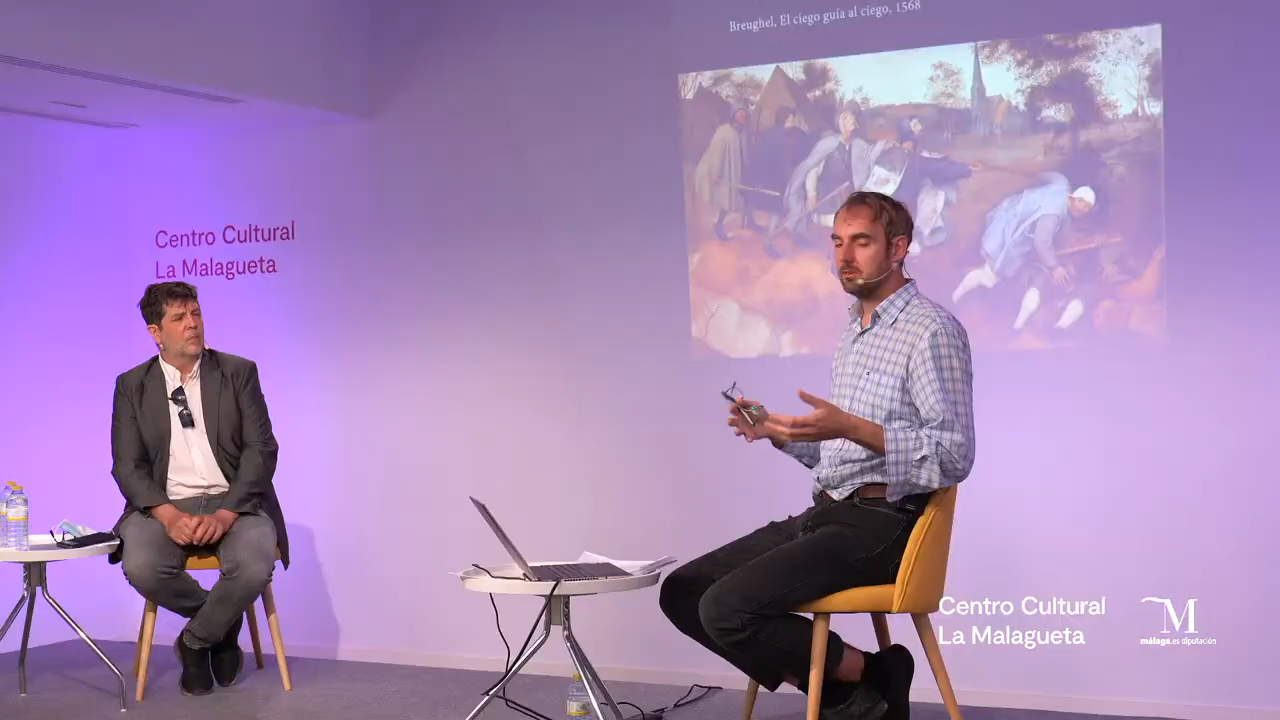 Breughel, El ciego guía al ciego, 1568
Centro Cultural
La Malagueta
Centro Cultural
La Malagueta
M
málaga.es diputación